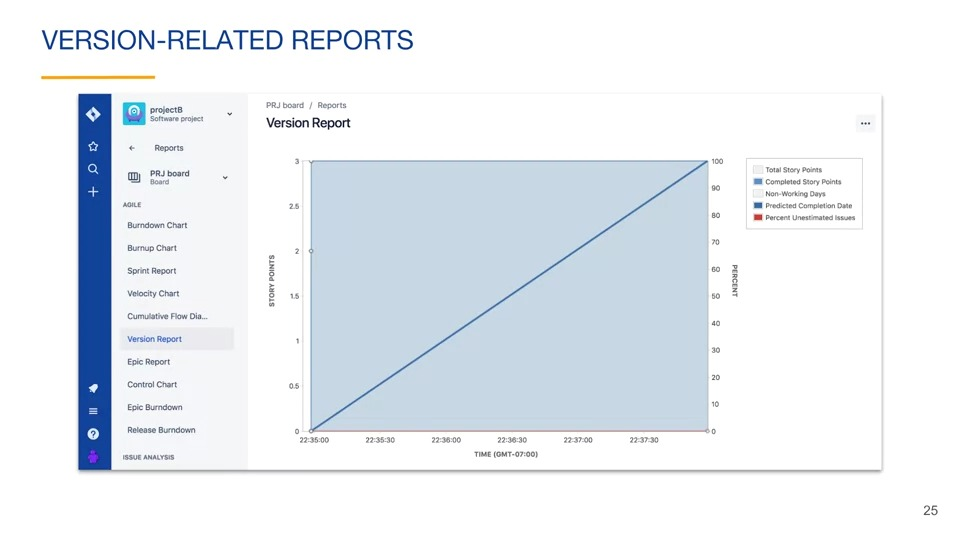 VERSION-RELATED REPORTS
projectB
Software project
Reports
PRJ board
Board
AGILE
Burndown Chart
Burnup Chart
Sprint Report
Velocity Chart
Cumulative Flow Dia...
Version Report
Epic Report
Control Chart
Epic Burndown
Release Burndown
ISSUE ANALYSIS
PRJ board / Reports
Version Report
STORY POINTS
3
2.5
2
1.5
1
0.5
0
22:35:00 22:35:30 22:36:00 22:36:30 22:37:00 22:37:30
TIME (GMT-07:00)
100
90
80
70
60
50
40
30
20
10
0
PERCENT
Total Story Points
Completed Story Points
Non-Working Days
Predicted Completion Date
Percent Unestimated Issues
25